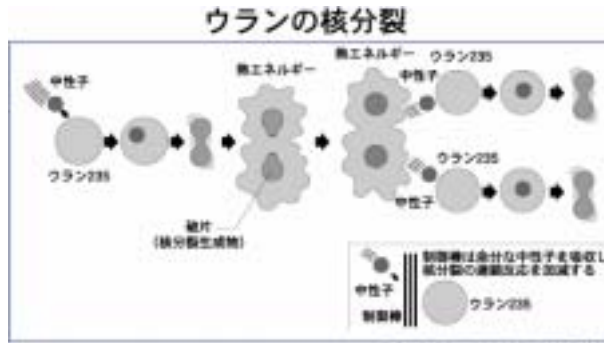 ウランの核分裂
中性子
ウラン235
熱エネルギー
破片
(核分裂生成物)
熱エネルギー
中性子
ウラン235
ウラン235
中性子
中性子
制御棒
制御棒は余分な中性子を吸収し
核分裂の連鎖反応を加減する
ウラン235